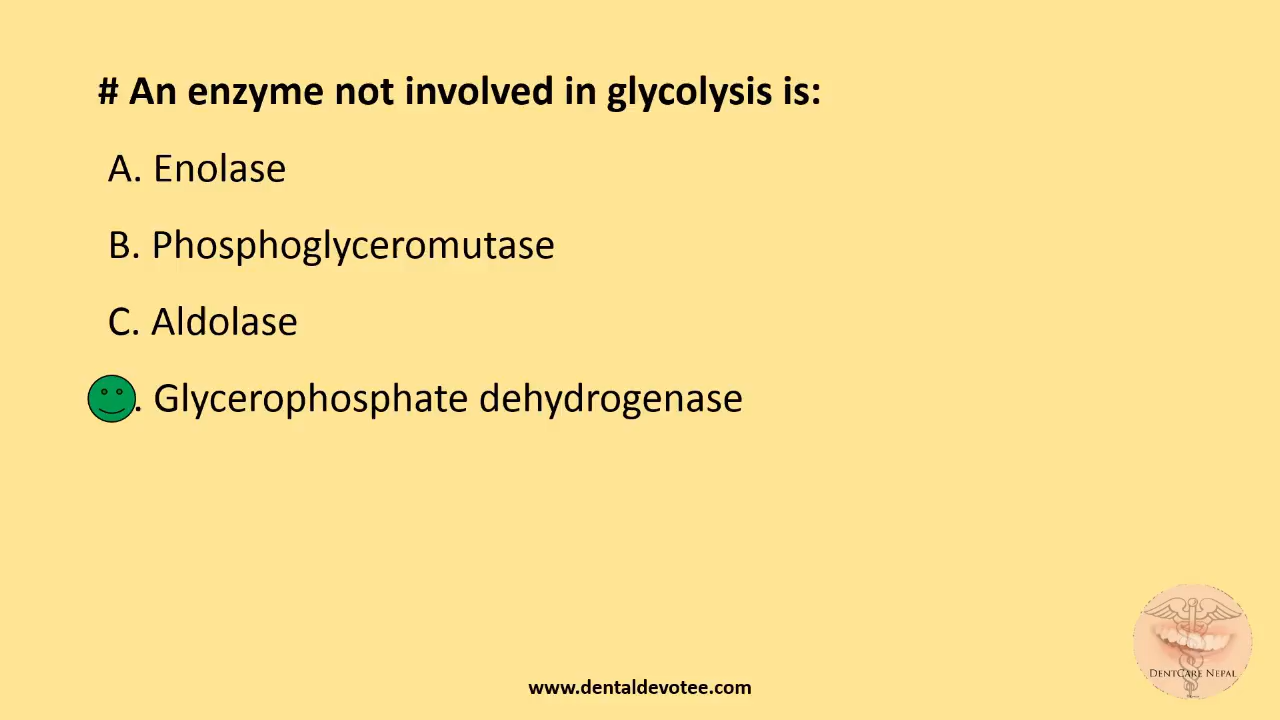 # An enzyme not involved in glycolysis is:
A. Enolase
B. Phosphoglyceromutase
C. Aldolase
. Glycerophosphate dehydrogenase
DentCare Nepal
www.dentaldevotee.com